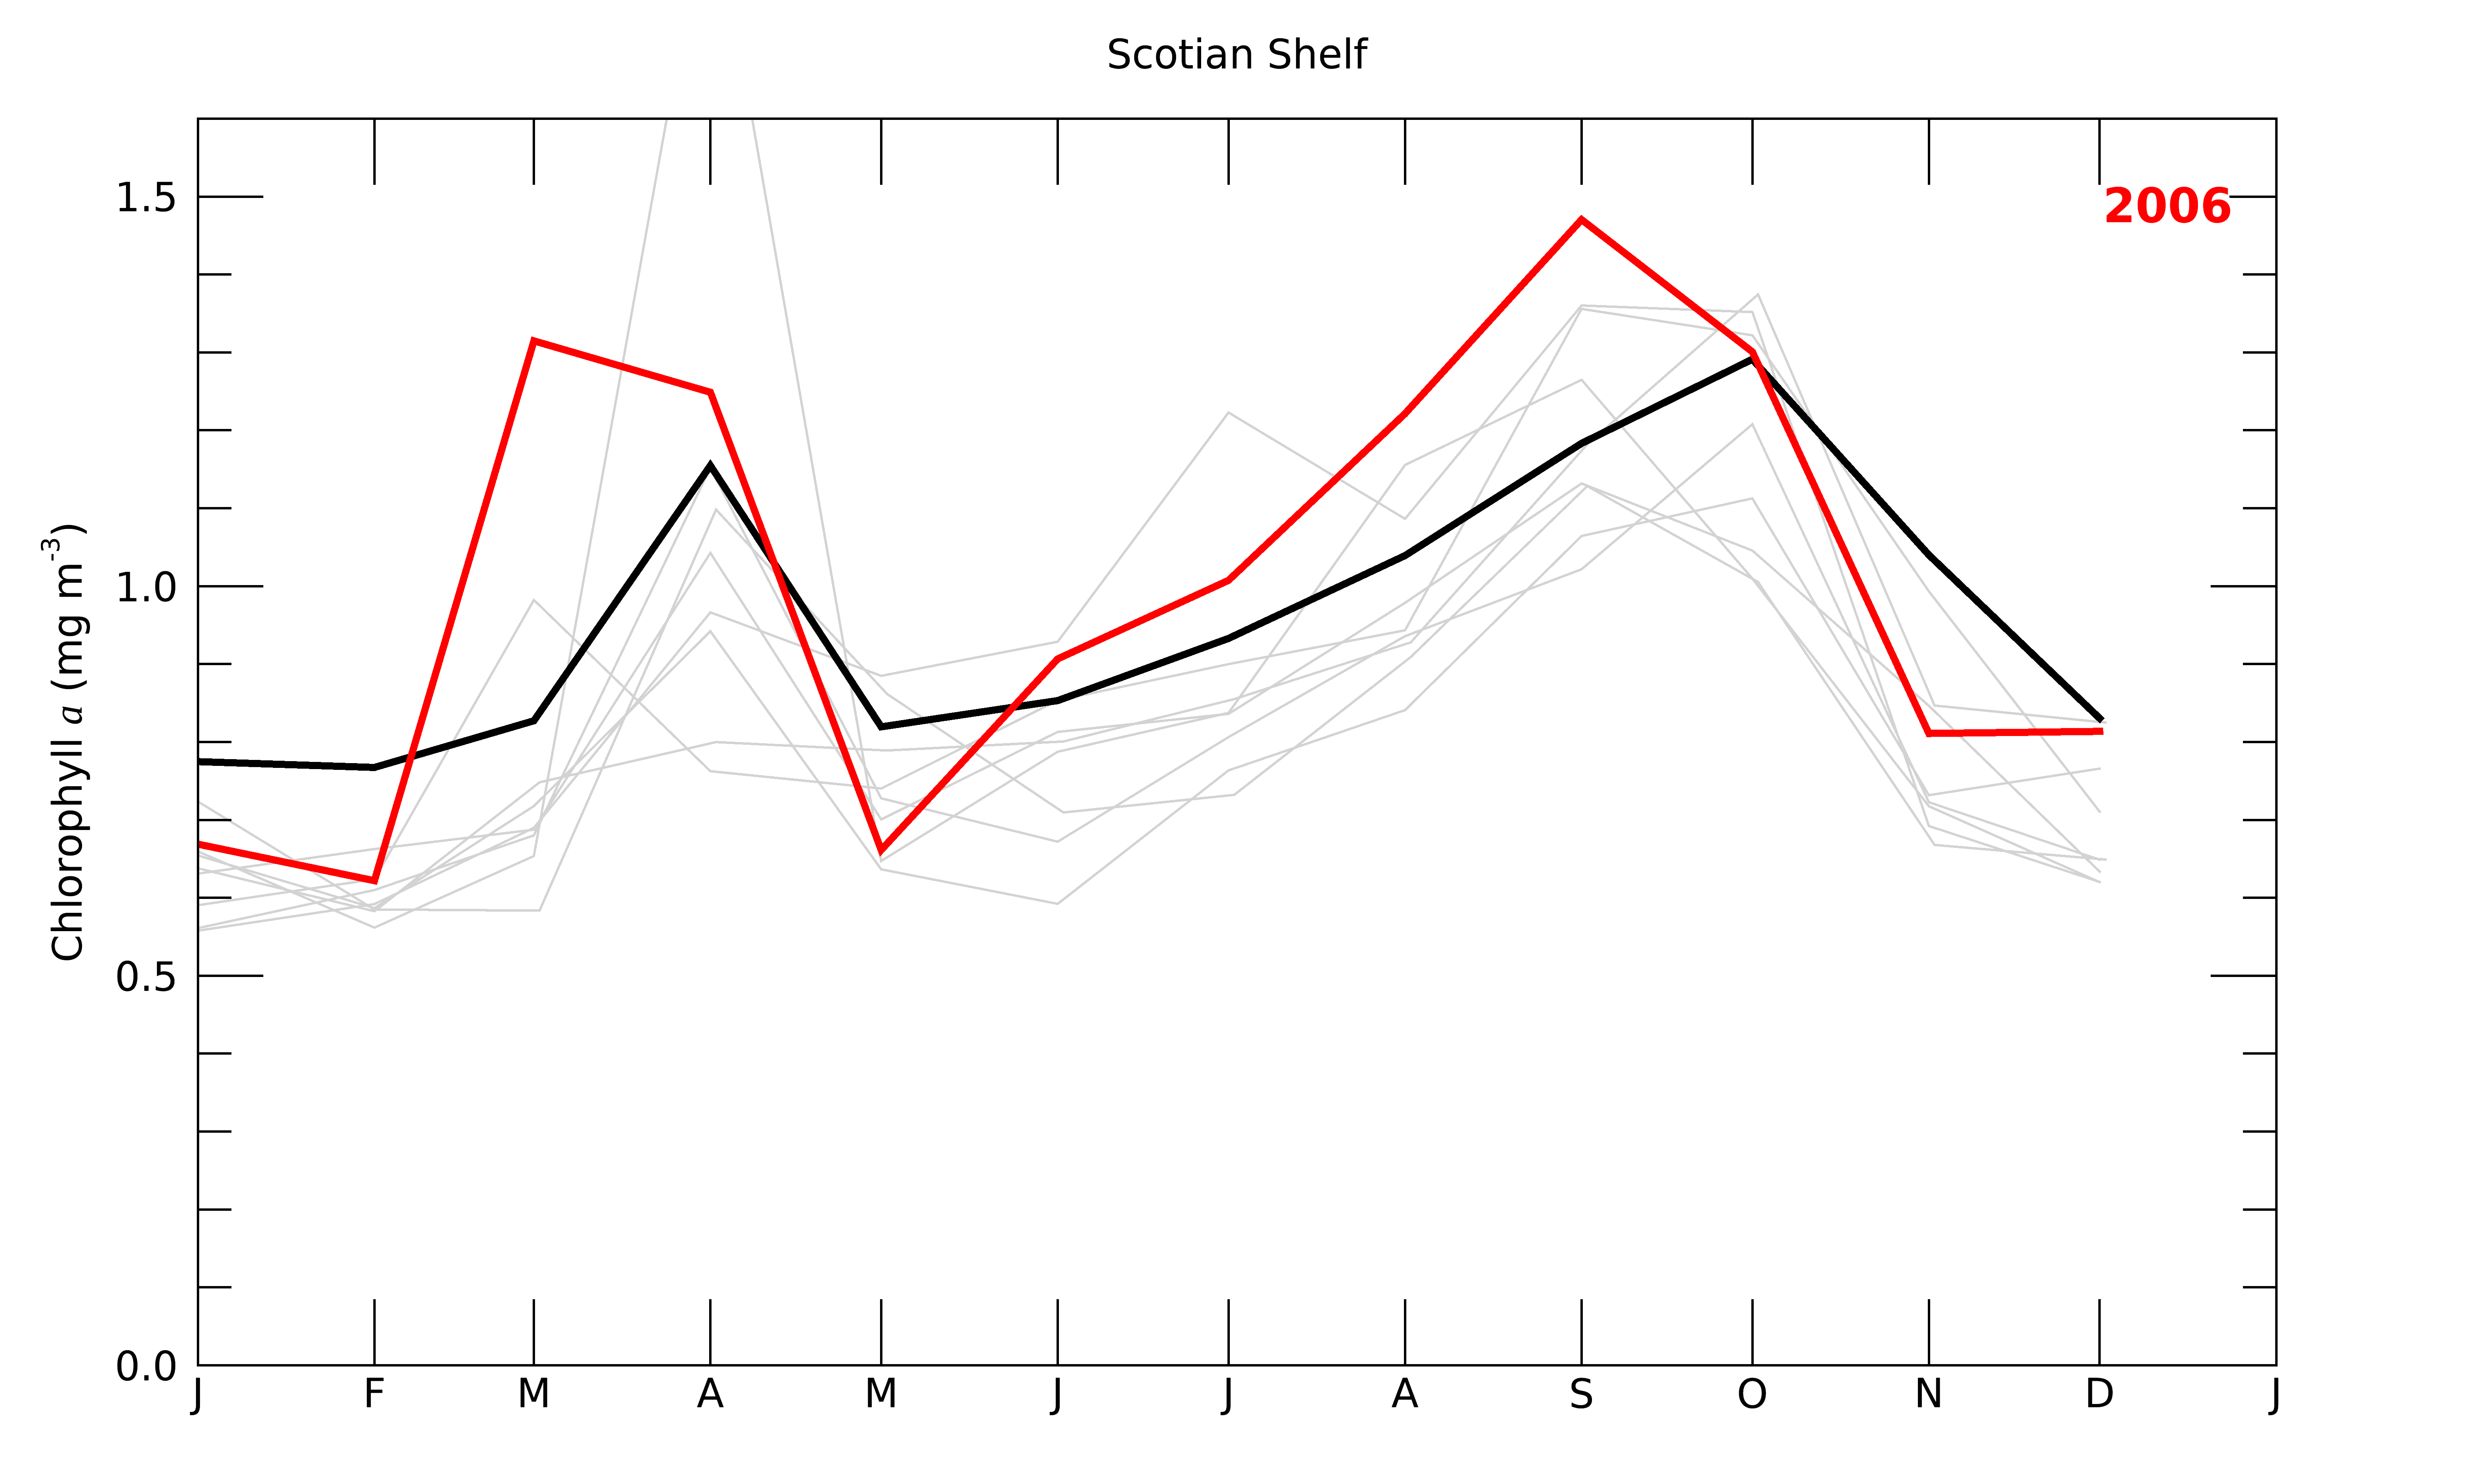 Scotian Shelf
2006
Chlorophyll a (mg m⁻³)
1.5
1.0
0.5
0.0
J F M A M J J A S O N D J